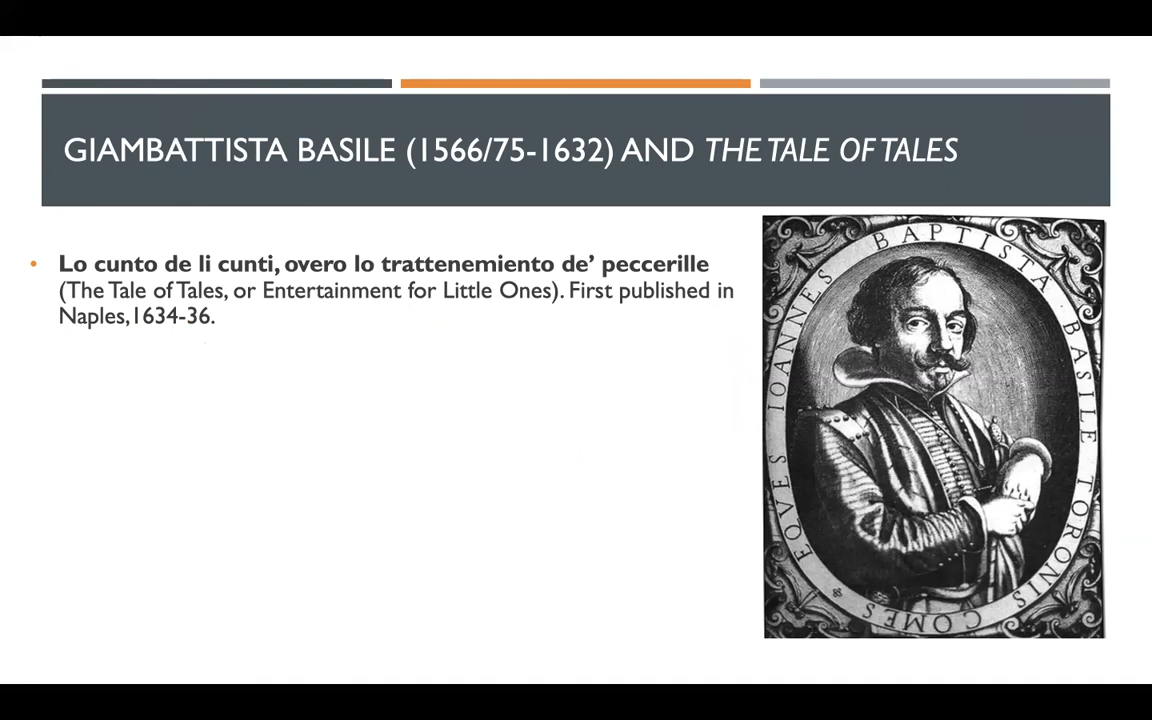 GIAMBATTISTA BASILE (1566/75-1632) AND THE TALE OF TALES
• Lo cunto de li cunti, overo lo trattenemiento de’ peccerille
(The Tale of Tales, or Entertainment for Little Ones). First published in
Naples,1634-36.
EQVES IOANNES BAPTISTA BASILE TORONIS COMES &